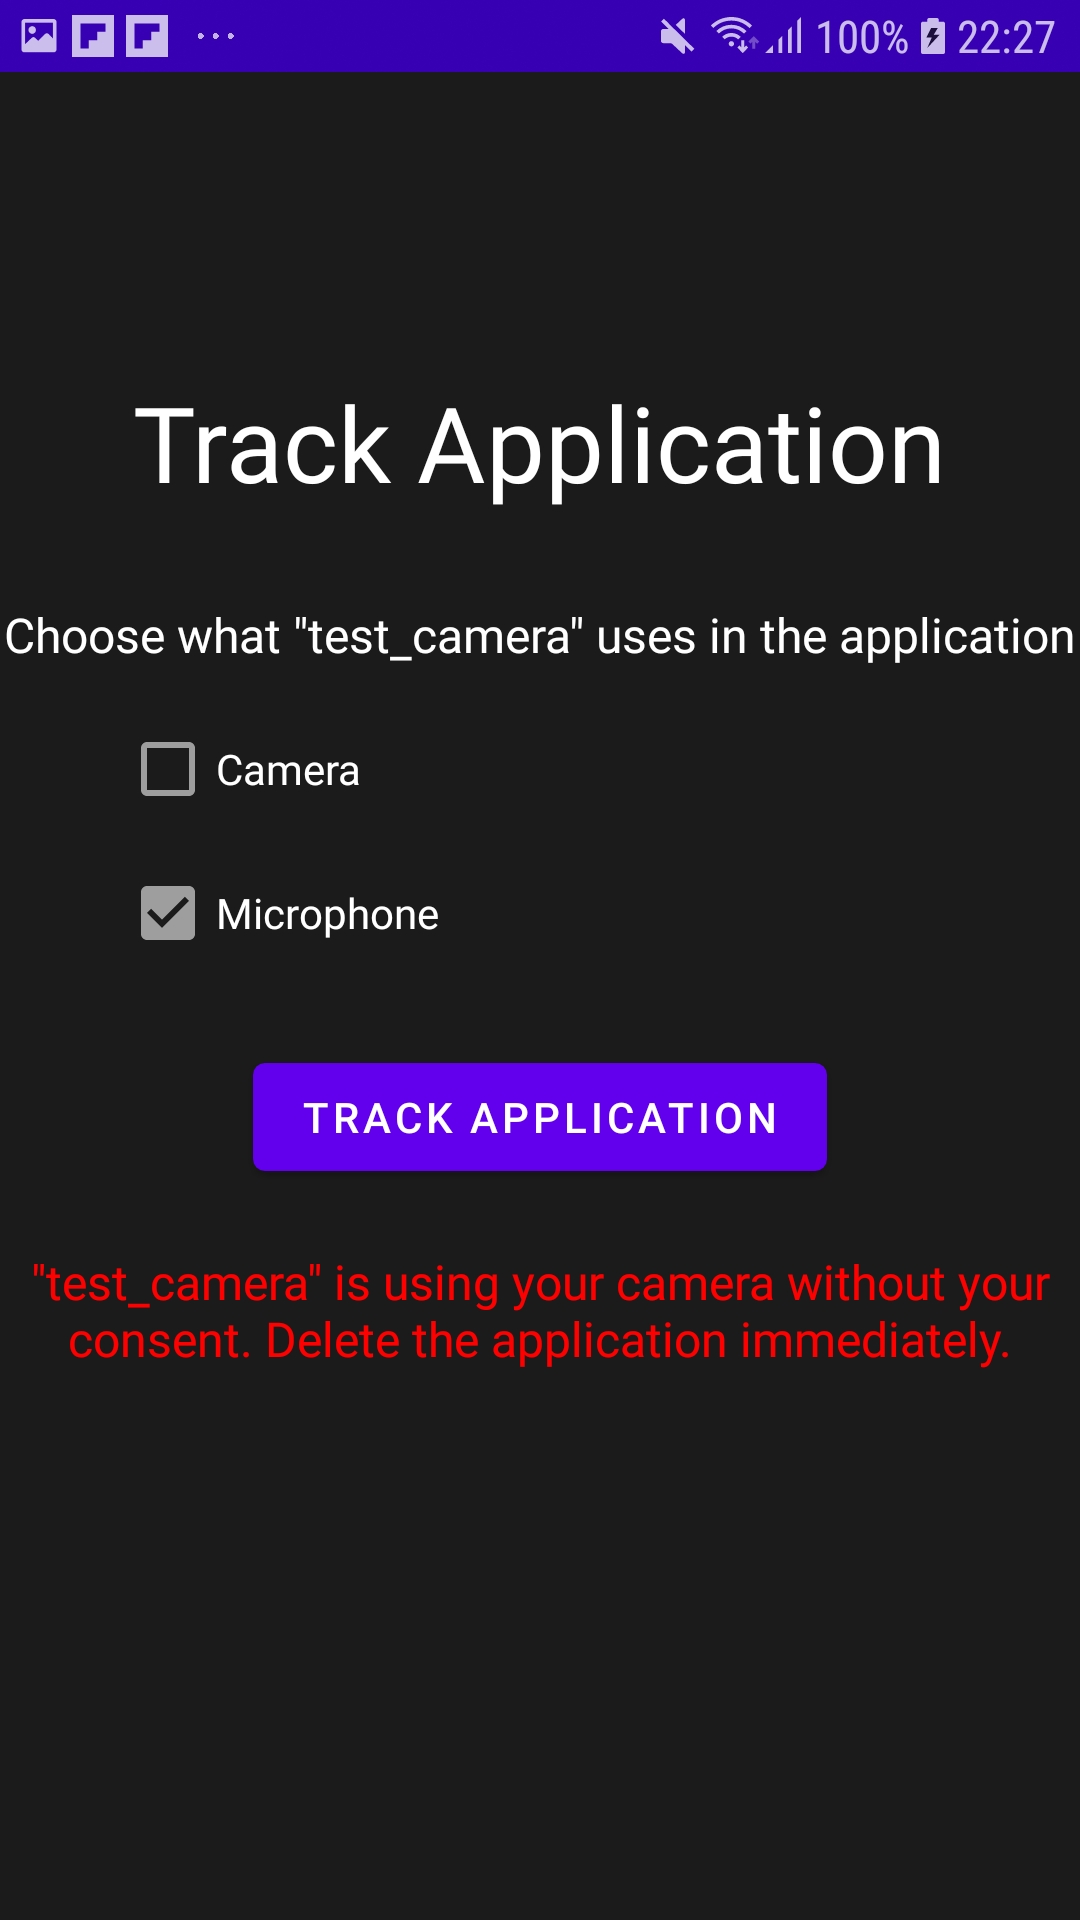 100% 22:27
Track Application
Choose what "test_camera" uses in the application
Camera
Microphone
TRACK APPLICATION
"test_camera" is using your camera without your
consent. Delete the application immediately.